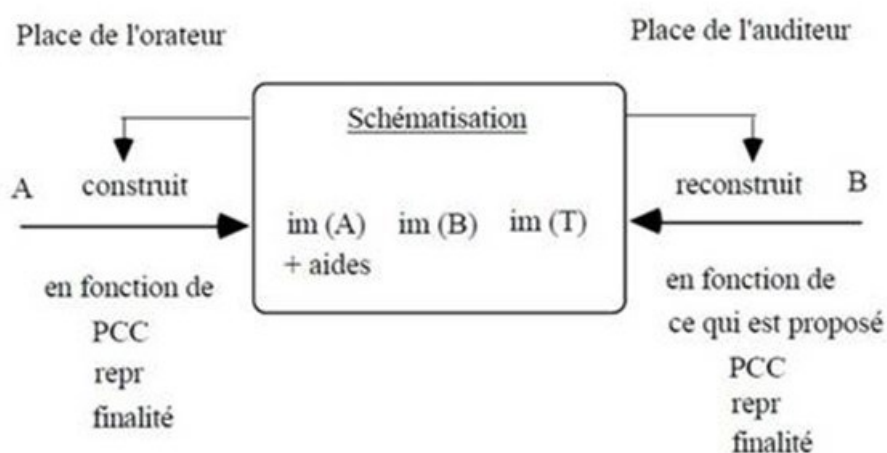 Place de l'orateur
Place de l'auditeur
Schématisation
A construit
reconstruit B
im (A) im (B) im (T)
+ aides
en fonction de
PCC
repr
finalité
en fonction de
ce qui est proposé
PCC
repr
finalité